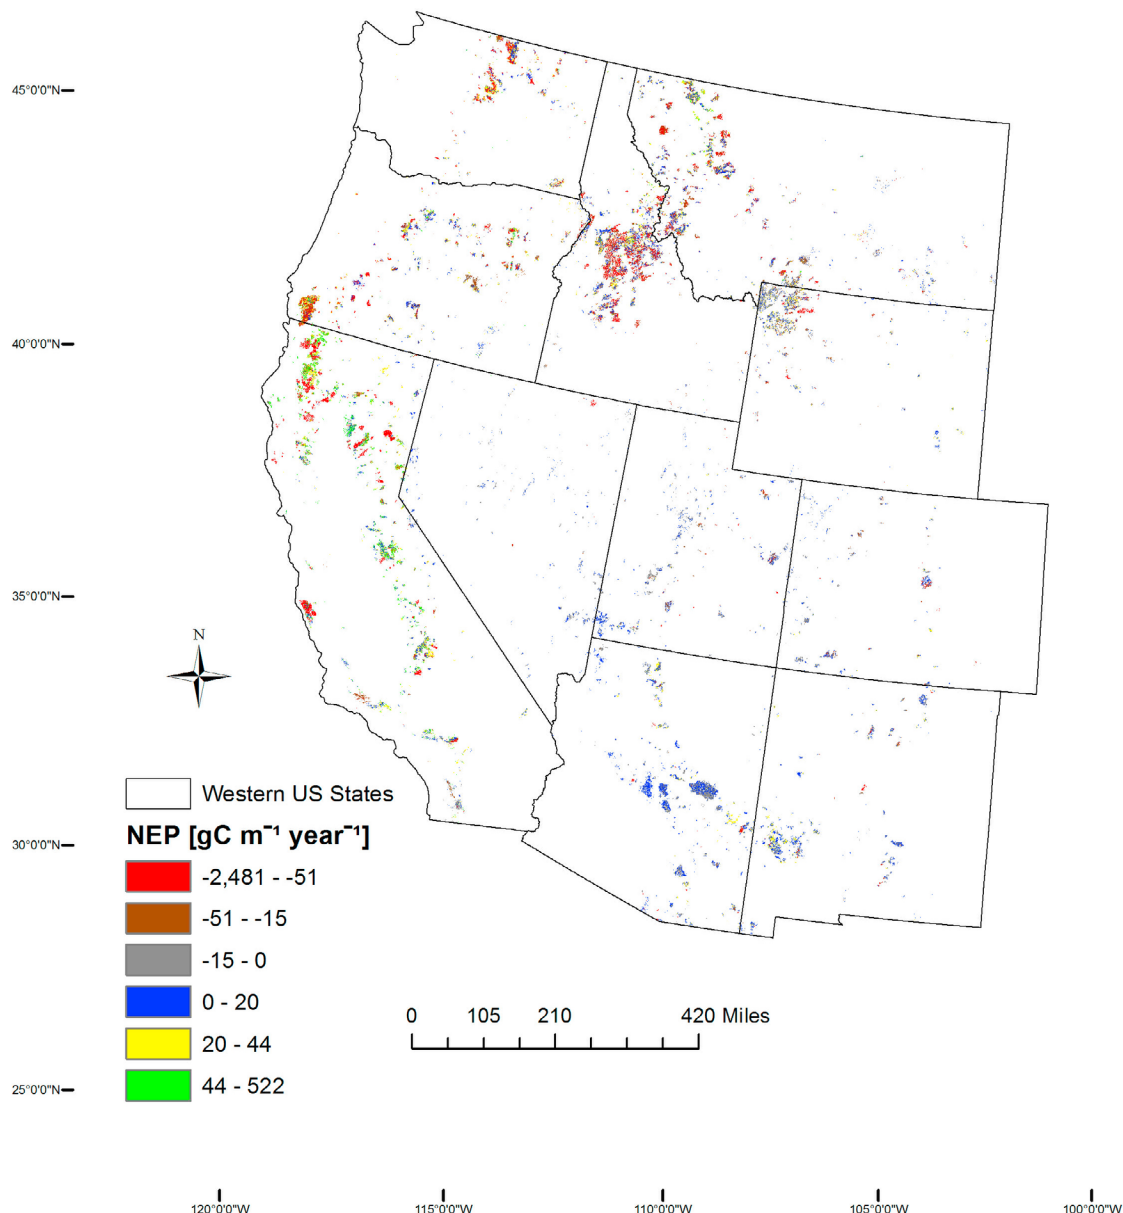 45°0'0"N
40°0'0"N
35°0'0"N
N
Western US States
NEP [gC m⁻¹ year⁻¹]
-2,481 - -51
-51 - -15
-15 - 0
0 - 20
20 - 44
44 - 522
30°0'0"N
0 105 210 420 Miles
25°0'0"N
120°0'0"W 115°0'0"W 110°0'0"W 105°0'0"W 100°0'0"W